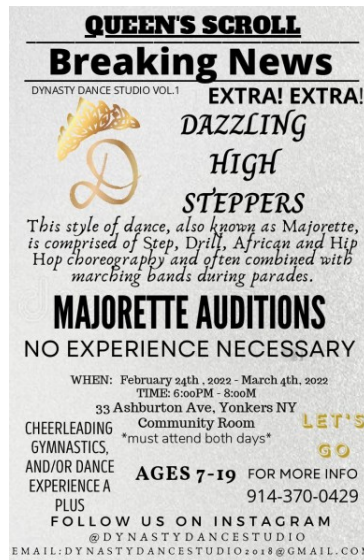 QUEEN'S SCROLL
Breaking News
DYNASTY DANCE STUDIO VOL.1
EXTRA! EXTRA!
D
DAZZLING
HIGH
STEPPERS
This style of dance, also known as Majorette,
is comprised of Step, Drill, African and Hip
Hop choreography and often combined with
marching bands during parades.
MAJORETTE AUDITIONS
NO EXPERIENCE NECESSARY
WHEN: February 24th , 2022 - March 4th, 2022
TIME: 6:00PM - 8:00M
33 Ashburton Ave, Yonkers NY
Community Room
*must attend both days*
CHEERLEADING
GYMNASTICS,
AND/OR DANCE
EXPERIENCE A
PLUS
LET'S
GO
AGES 7-19
FOR MORE INFO
914-370-0429
FOLLOW US ON INSTAGRAM
@DYNASTYDANCESTUDIO
EMAIL:DYNASTYDANCESTUDIO2018@GMAIL.CO